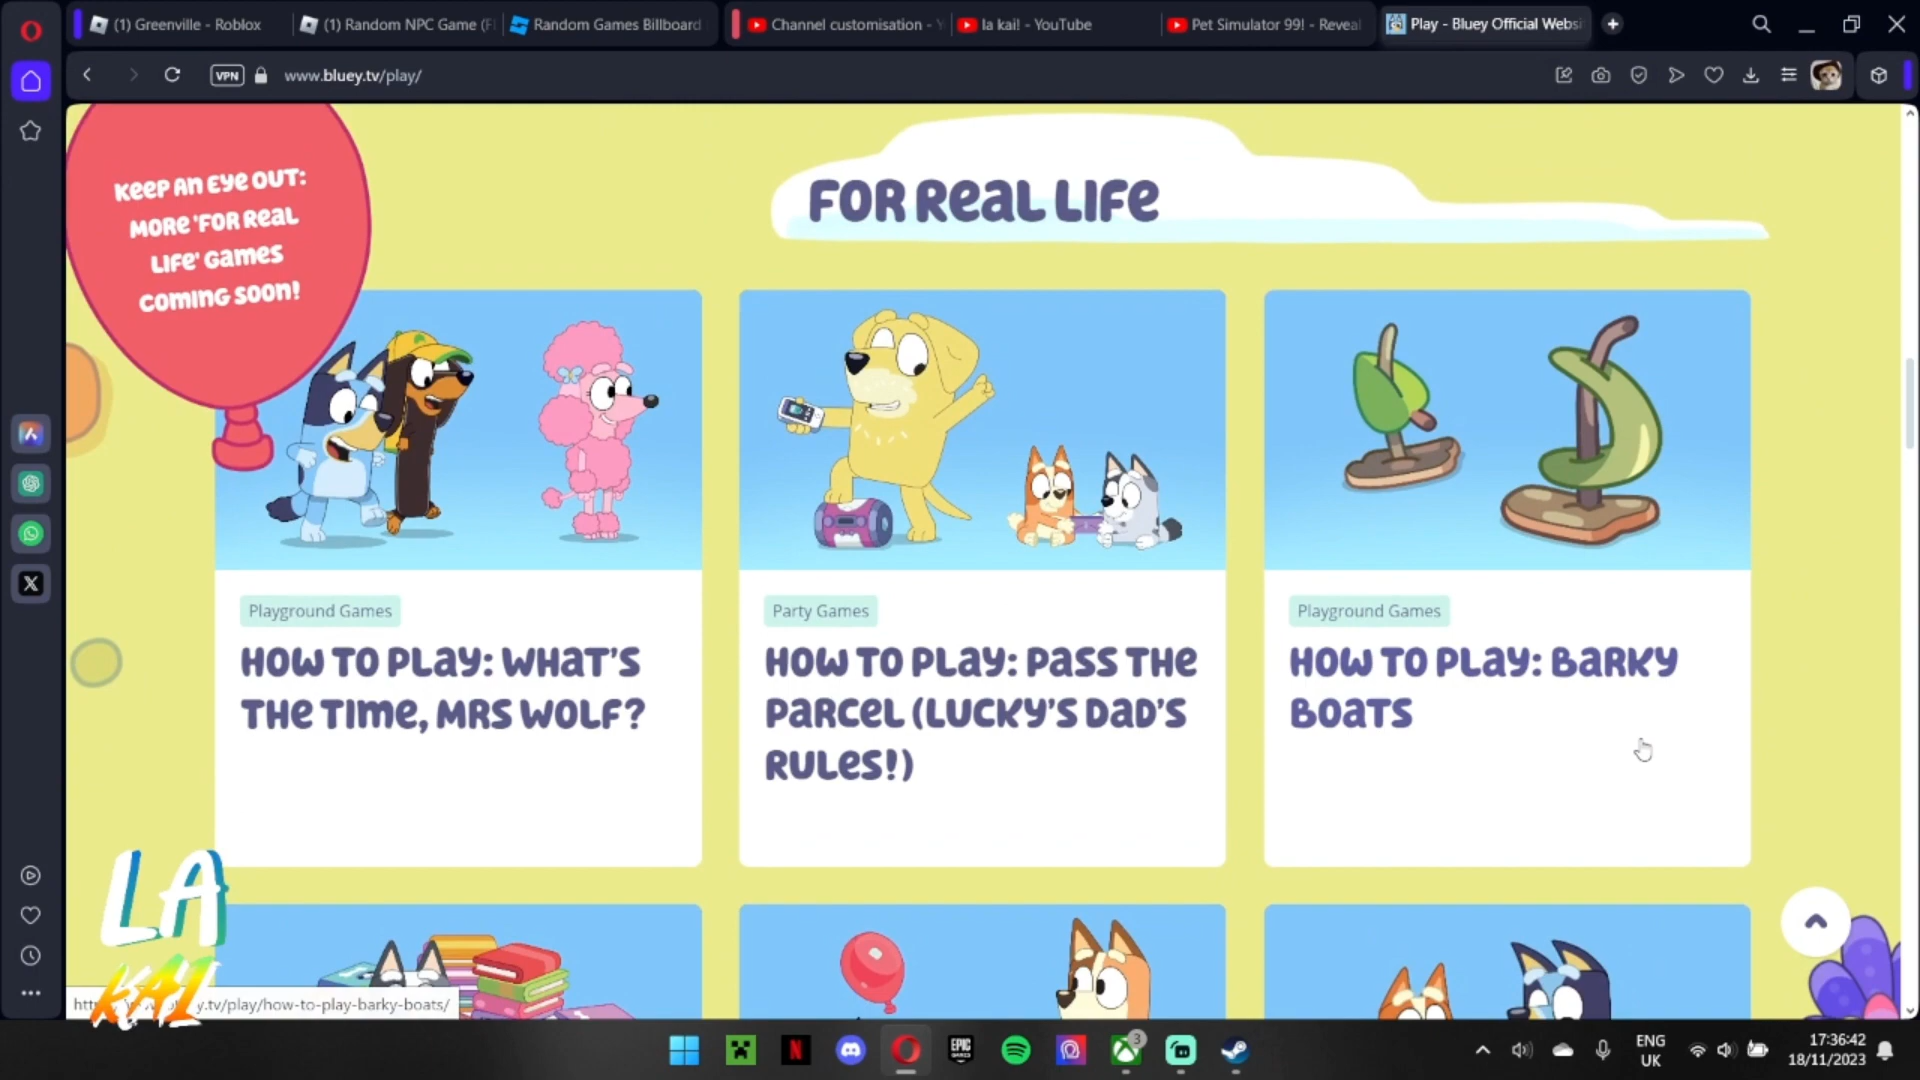 (1) Greenville - Roblox
(1) Random NPC Game (F
Random Games Billboard
Channel customisation - Y
la kai! - YouTube
Pet Simulator 99! - Reveal
Play - Bluey Official Websi
VPN
www.bluey.tv/play/
Keep an eye out:
more 'for real
life' games
coming soon!
For Real Life
Playground Games
How to Play: What's
the Time, Mrs Wolf?
Party Games
How to Play: Pass the
Parcel (Lucky's Dad's
Rules!)
Playground Games
How to Play: Barky
Boats
LA
KAI
.tv/play/how-to-play-barky-boats/
EPIC
GAMES
3
ENG
UK
17:36:42
18/11/2023